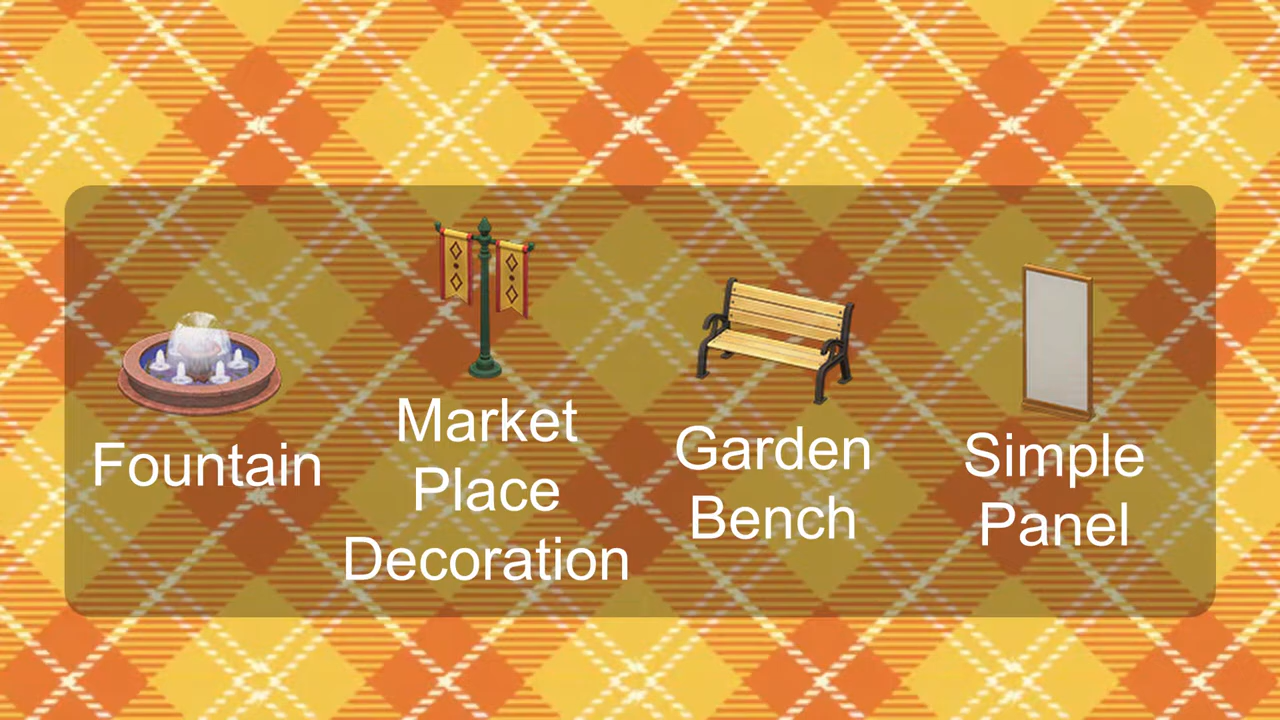 Fountain
Market
Place
Decoration
Garden
Bench
Simple
Panel